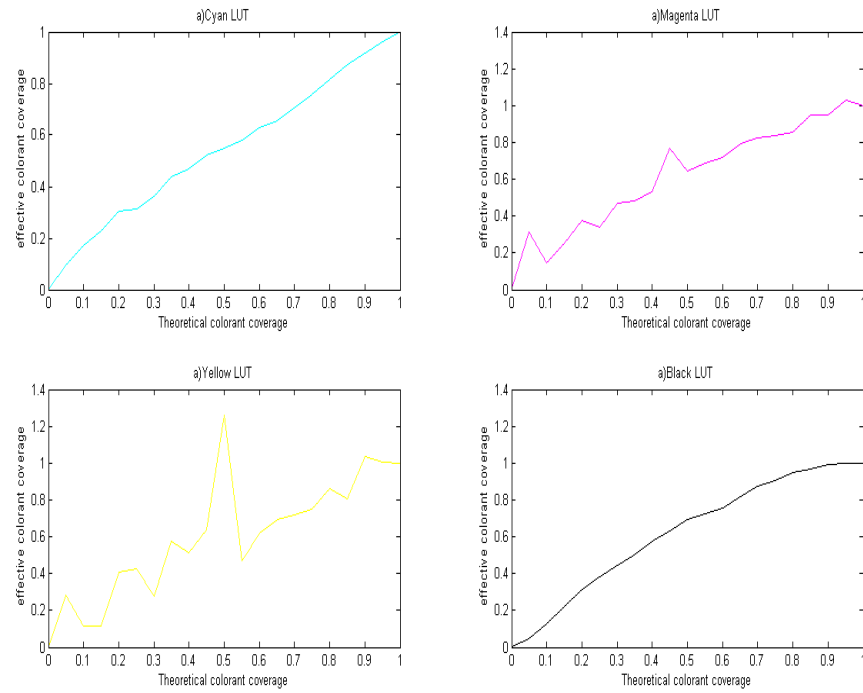 a)Cyan LUT
effective colorant coverage
1
0.8
0.6
0.4
0.2
0
0 0.1 0.2 0.3 0.4 0.5 0.6 0.7 0.8 0.9 1
Theoretical colorant coverage
a)Magenta LUT
effective colorant coverage
1.4
1.2
1
0.8
0.6
0.4
0.2
0
0 0.1 0.2 0.3 0.4 0.5 0.6 0.7 0.8 0.9 1
Theoretical colorant coverage
a)Yellow LUT
effective colorant coverage
1.4
1.2
1
0.8
0.6
0.4
0.2
0
0 0.1 0.2 0.3 0.4 0.5 0.6 0.7 0.8 0.9 1
Theoretical colorant coverage
a)Black LUT
effective colorant coverage
1.4
1.2
1
0.8
0.6
0.4
0.2
0
0 0.1 0.2 0.3 0.4 0.5 0.6 0.7 0.8 0.9 1
Theoretical colorant coverage